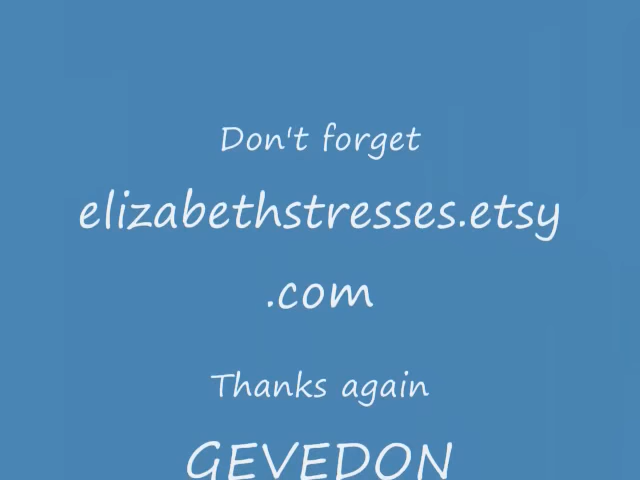 Don't forget
elizabethstresses.etsy
.com
Thanks again
GEVEDON